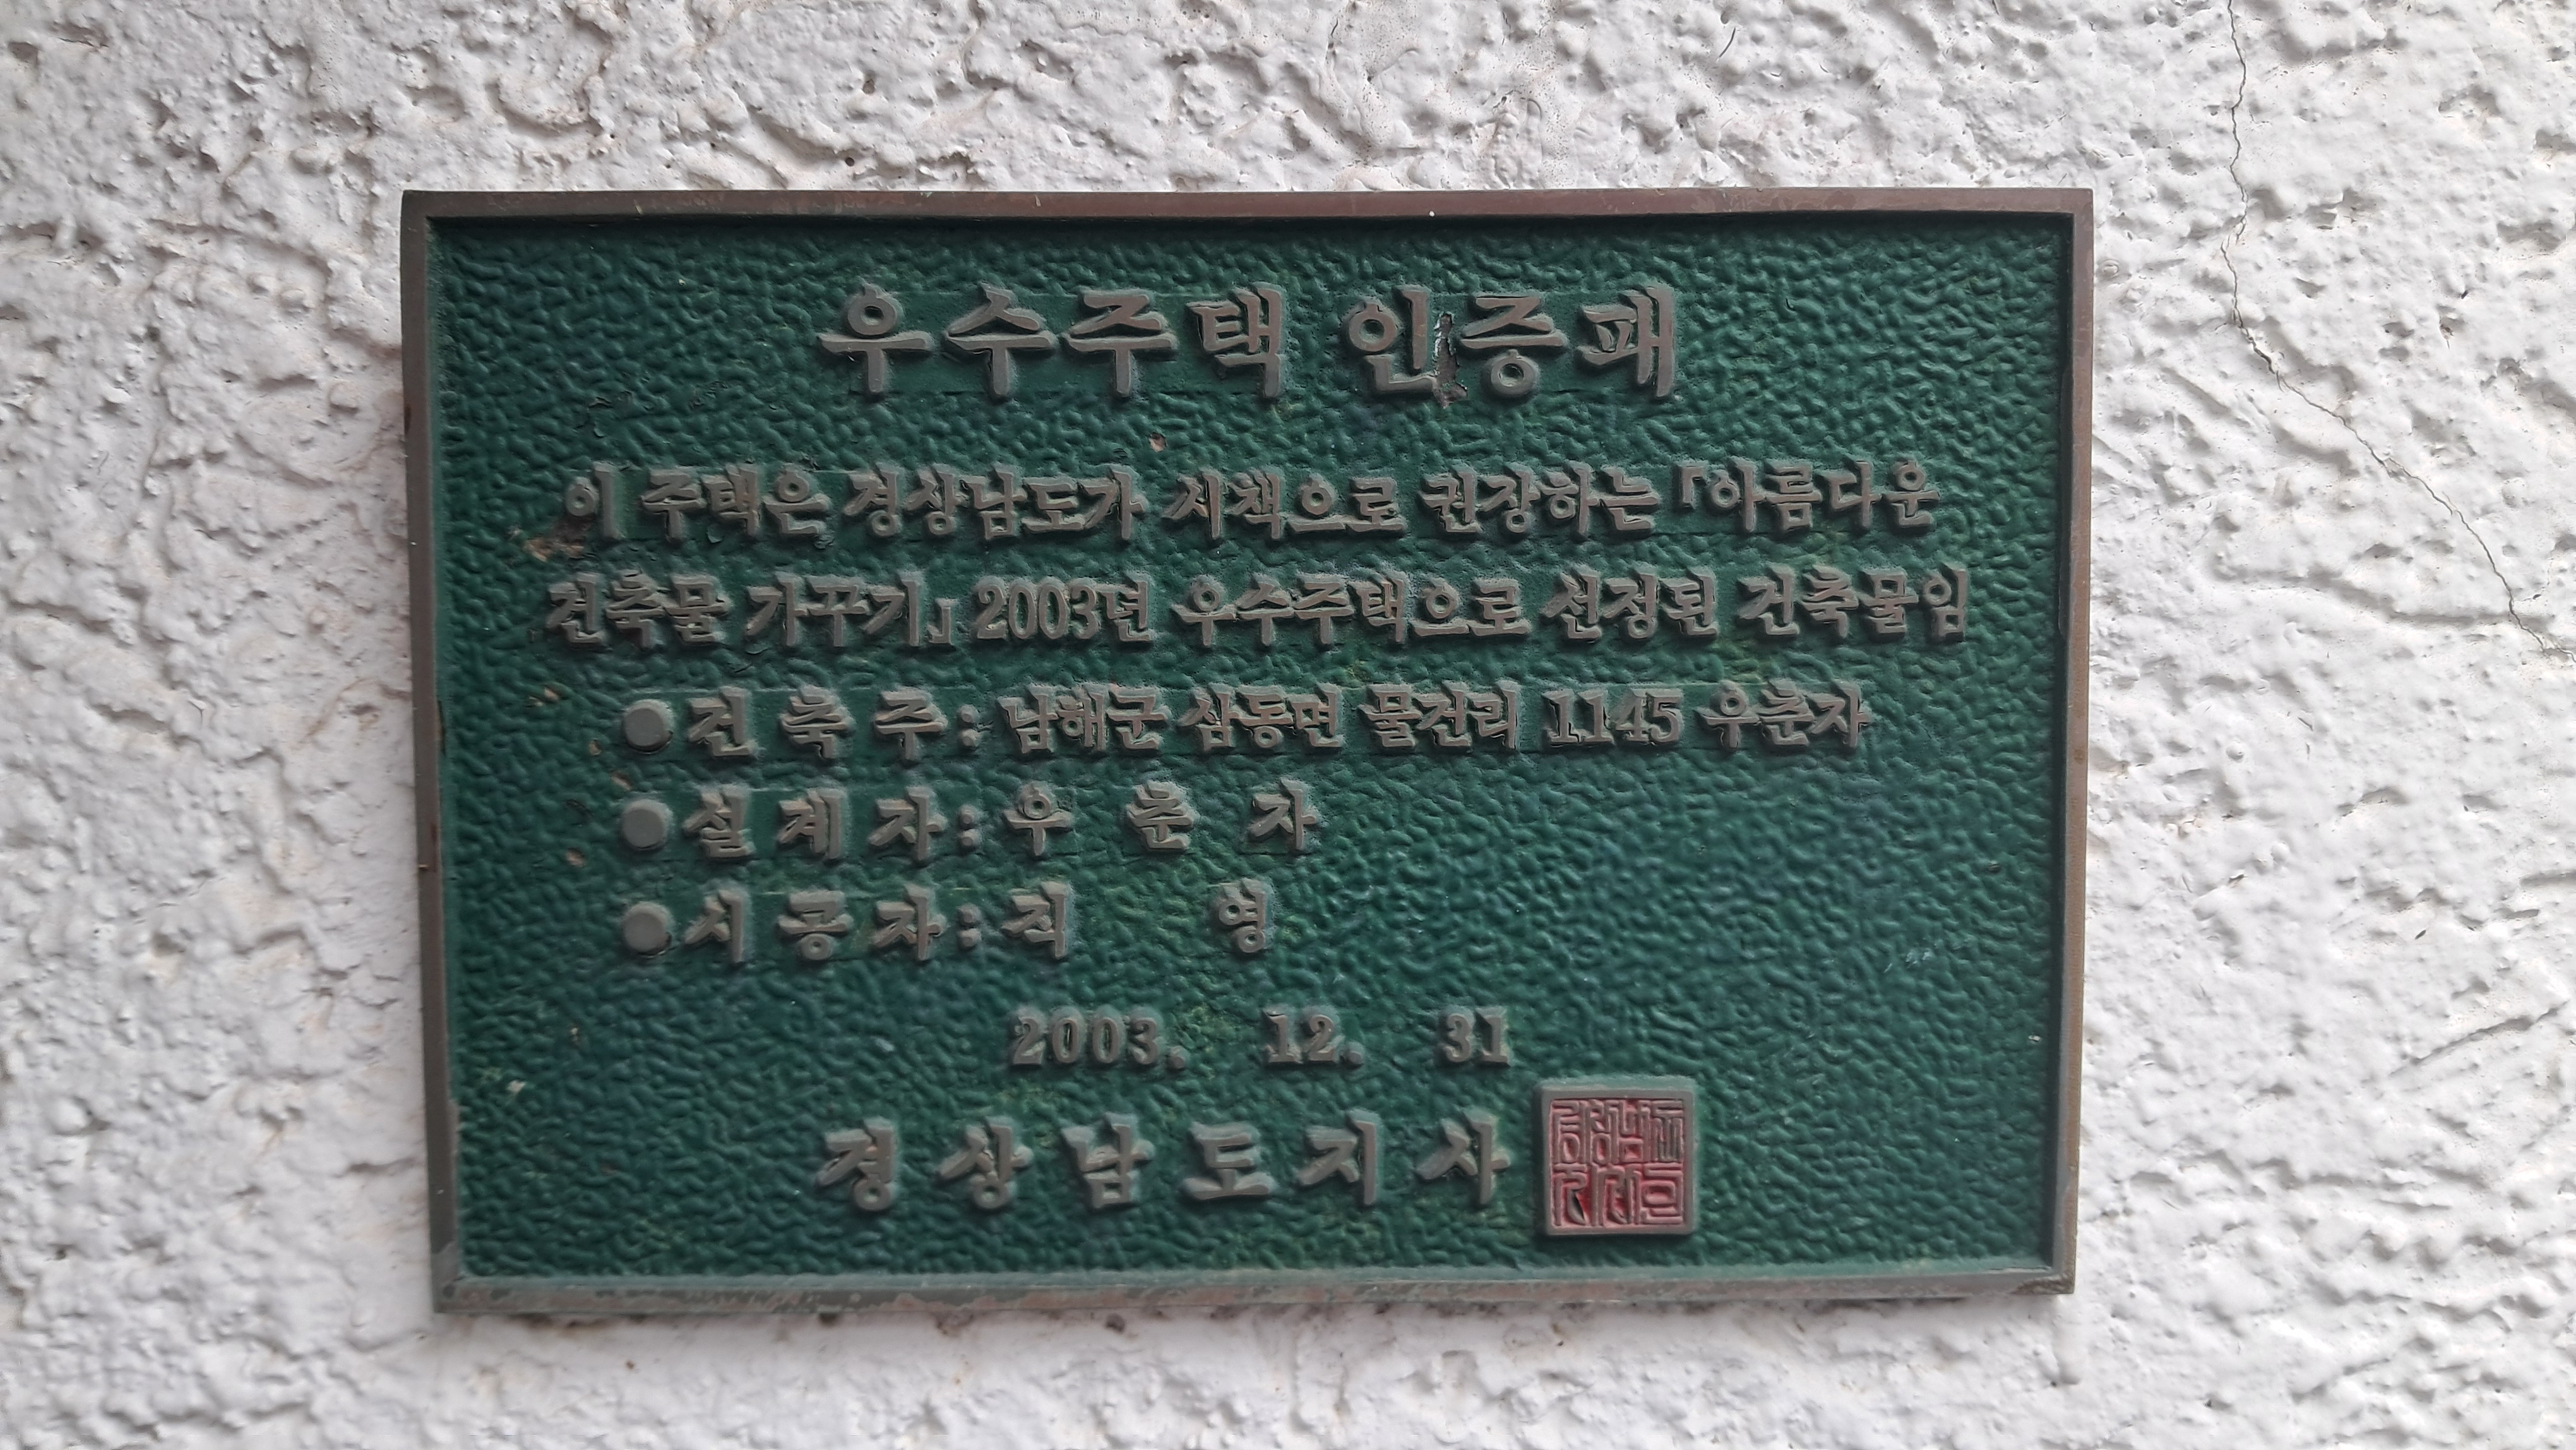 우수주택 인증패
이 주택은 경상남도가 시책으로 권강하는 「아름다운
건축물 가꾸기」 2003년 우수주택으로 선정된 건축물임
●건 축 주: 남해군 삼동면 물건리 1145 우춘자
●설 계 자: 우 춘 자
●시 공 자: 직 영
2003. 12. 31
경 상 남 도 지 사